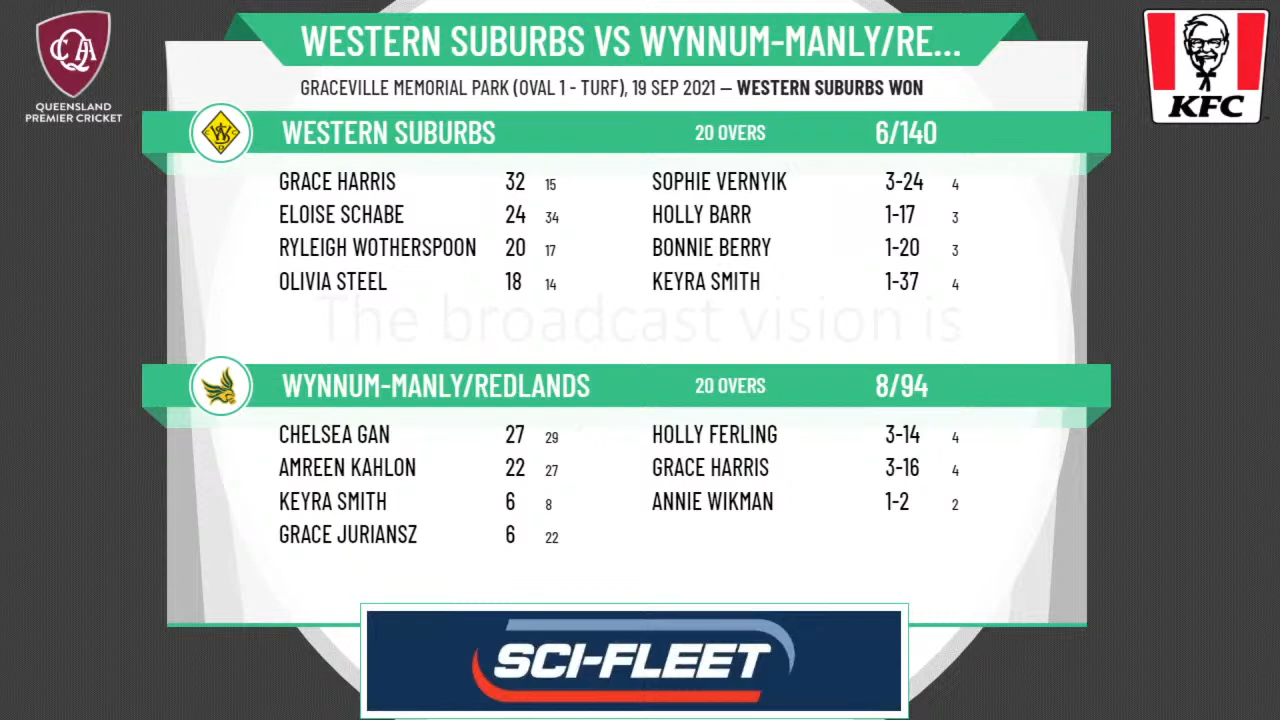 WESTERN SUBURBS VS WYNNUM-MANLY/RE...
GRACEVILLE MEMORIAL PARK (OVAL 1 - TURF), 19 SEP 2021 – WESTERN SUBURBS WON
QUEENSLAND
PREMIER CRICKET
KFC
WESTERN SUBURBS 20 OVERS 6/140
GRACE HARRIS 32 15 SOPHIE VERNYIK 3-24 4
ELOISE SCHABE 24 34 HOLLY BARR 1-17 3
RYLEIGH WOTHERSPOON 20 17 BONNIE BERRY 1-20 3
OLIVIA STEEL 18 14 KEYRA SMITH 1-37 4
The broadcast vision is
WYNNUM-MANLY/REDLANDS 20 OVERS 8/94
CHELSEA GAN 27 29 HOLLY FERLING 3-14 4
AMREEN KAHLON 22 27 GRACE HARRIS 3-16 4
KEYRA SMITH 6 8 ANNIE WIKMAN 1-2 2
GRACE JURIANSZ 6 22
SCI-FLEET